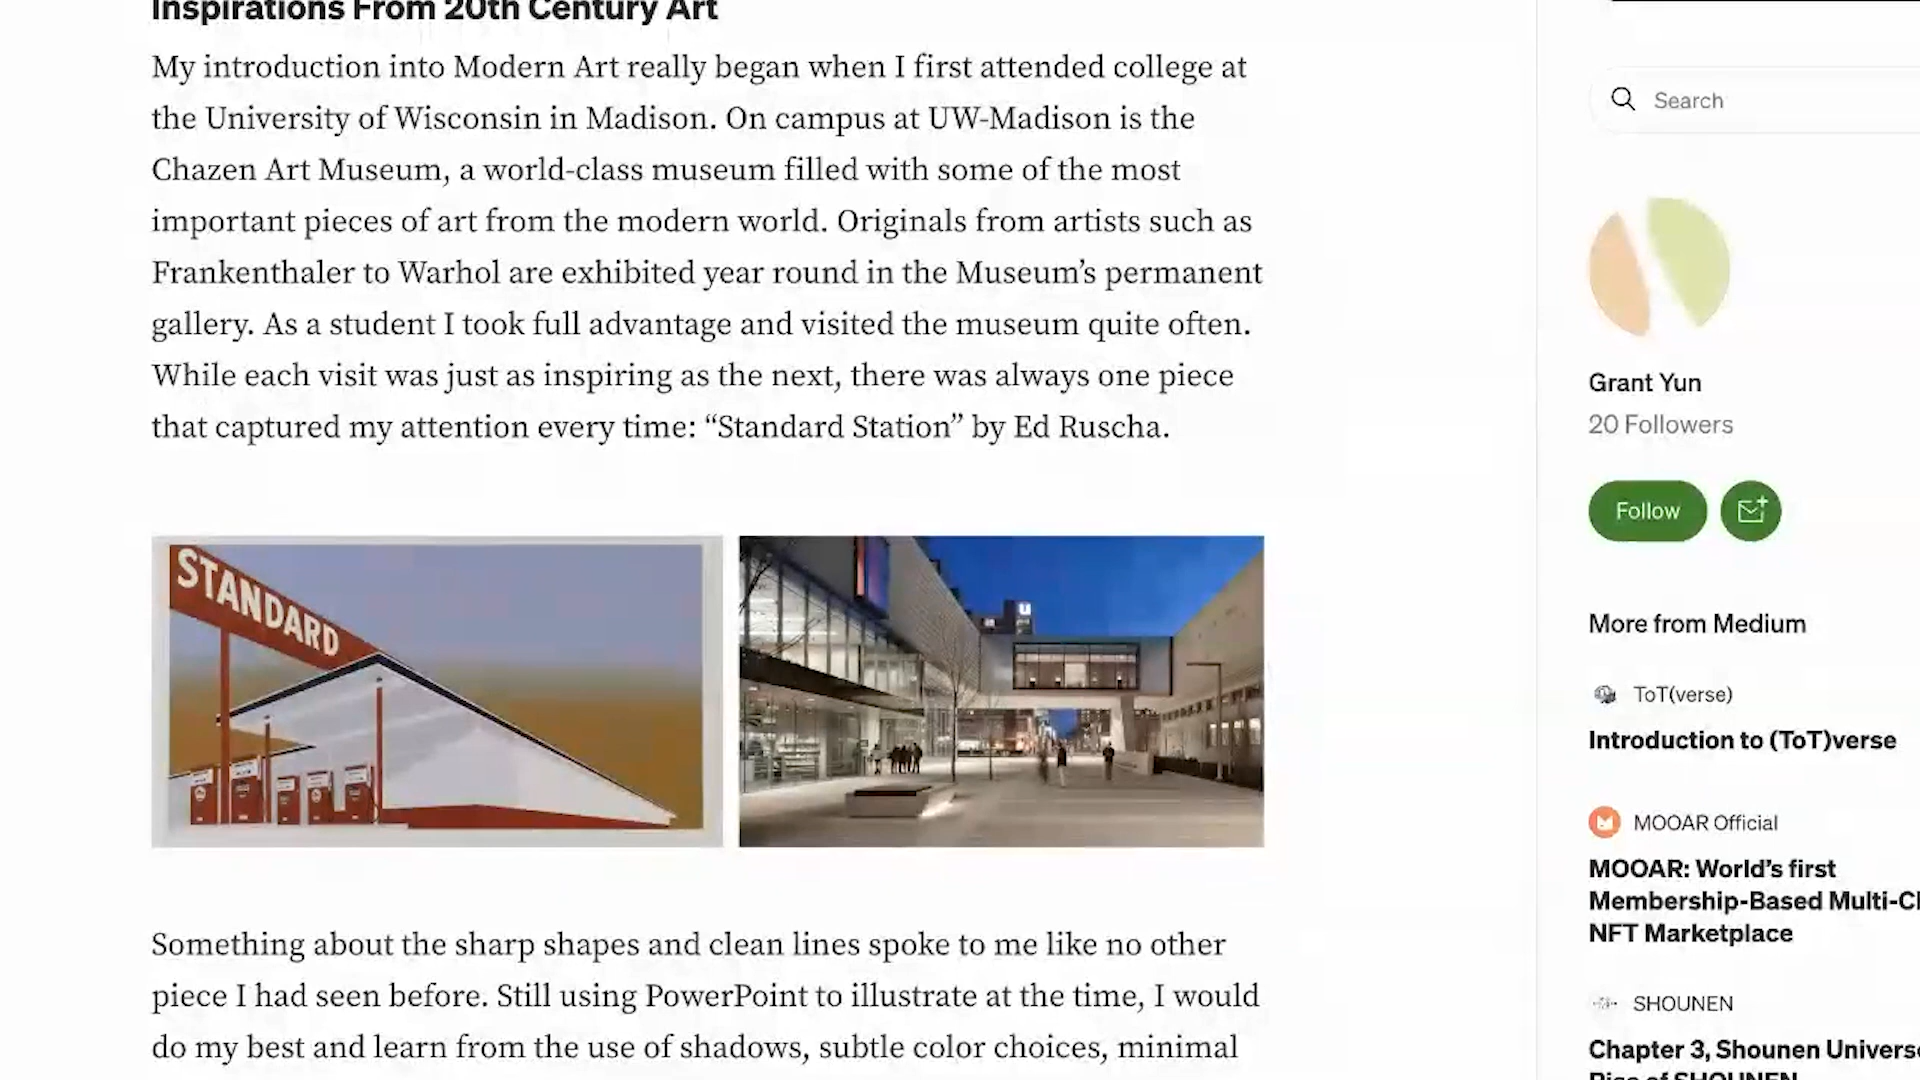 Inspirations From 20th Century Art
My introduction into Modern Art really began when I first attended college at
the University of Wisconsin in Madison. On campus at UW-Madison is the
Chazen Art Museum, a world-class museum filled with some of the most
important pieces of art from the modern world. Originals from artists such as
Frankenthaler to Warhol are exhibited year round in the Museum’s permanent
gallery. As a student I took full advantage and visited the museum quite often.
While each visit was just as inspiring as the next, there was always one piece
that captured my attention every time: “Standard Station” by Ed Ruscha.
STANDARD
U
Something about the sharp shapes and clean lines spoke to me like no other
piece I had seen before. Still using PowerPoint to illustrate at the time, I would
do my best and learn from the use of shadows, subtle color choices, minimal
Search
Grant Yun
20 Followers
Follow
More from Medium
ToT(verse)
Introduction to (ToT)verse
MOOAR Official
MOOAR: World’s first
Membership-Based Multi-Ch
NFT Marketplace
SHOUNEN
Chapter 3, Shounen Universe
Rise of SHOUNEN